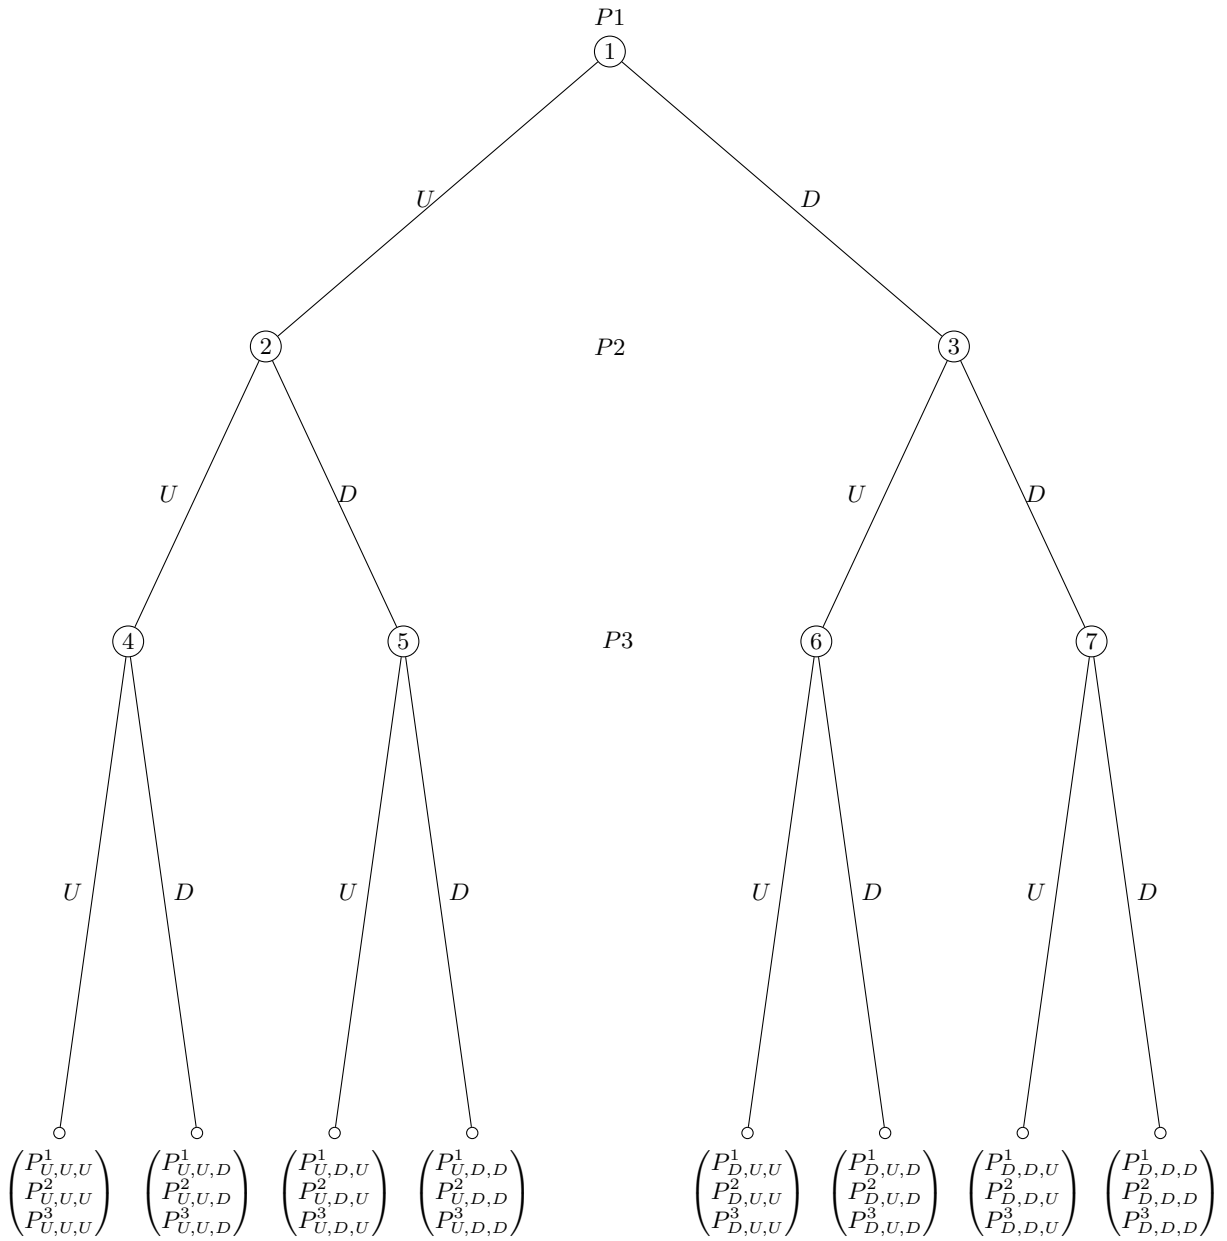 P1
1
U D
2 P2 3
U D U D
4 5 P3 6 7
U D U D U D U D
P^1_{U,U,U} P^1_{U,U,D} P^1_{U,D,U} P^1_{U,D,D} P^1_{D,U,U} P^1_{D,U,D} P^1_{D,D,U} P^1_{D,D,D}
P^2_{U,U,U} P^2_{U,U,D} P^2_{U,D,U} P^2_{U,D,D} P^2_{D,U,U} P^2_{D,U,D} P^2_{D,D,U} P^2_{D,D,D}
P^3_{U,U,U} P^3_{U,U,D} P^3_{U,D,U} P^3_{U,D,D} P^3_{D,U,U} P^3_{D,U,D} P^3_{D,D,U} P^3_{D,D,D}